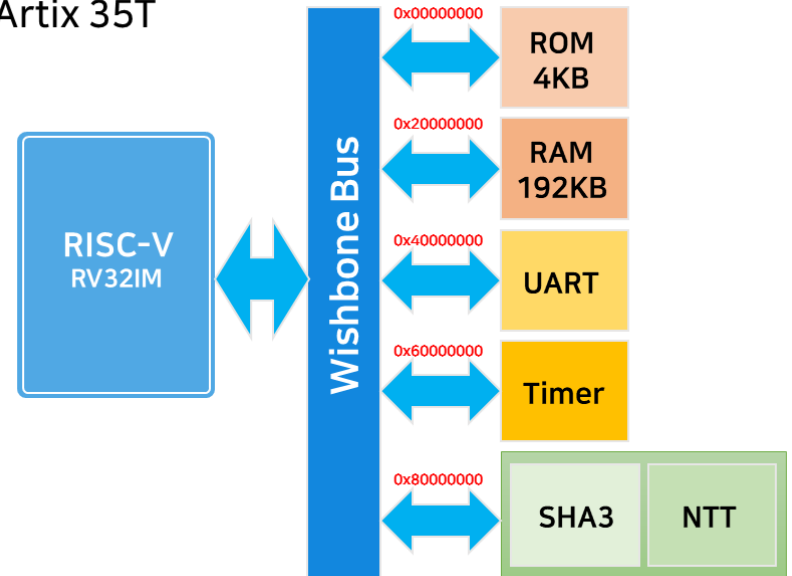 Artix 35T
RISC-V
RV32IM
Wishbone Bus
0x00000000
ROM
4KB
0x20000000
RAM
192KB
0x40000000
UART
0x60000000
Timer
0x80000000
SHA3
NTT